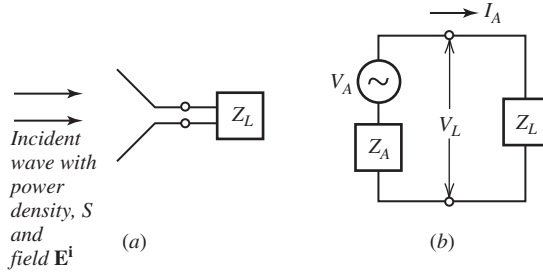 I_A
V_A
Z_L
V_L
Z_L
Z_A
Incident
wave with
power
density, S
and
field E^i
(a)
(b)